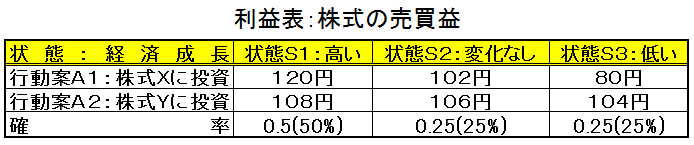 利益表：株式の売買益
状態：経済成長 状態S1：高い 状態S2：変化なし 状態S3：低い
行動案A1：株式Xに投資 120円 102円 80円
行動案A2：株式Yに投資 108円 106円 104円
確率 0.5(50%) 0.25(25%) 0.25(25%)